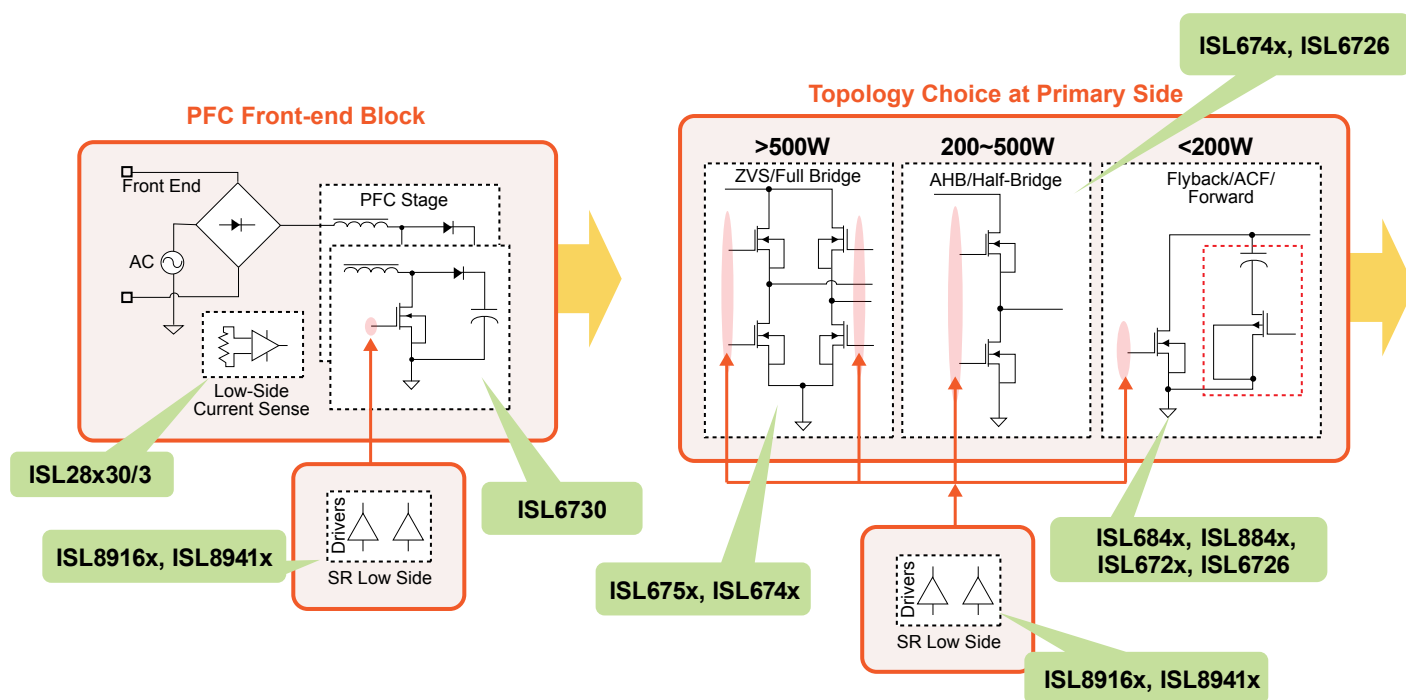 ISL674x, ISL6726
PFC Front-end Block
Topology Choice at Primary Side
>500W
200~500W
<200W
Front End
PFC Stage
AC
Low-Side
Current Sense
ZVS/Full Bridge
AHB/Half-Bridge
Flyback/ACF/
Forward
ISL28x30/3
ISL6730
ISL8916x, ISL8941x
Drivers
SR Low Side
ISL675x, ISL674x
ISL684x, ISL884x,
ISL672x, ISL6726
Drivers
SR Low Side
ISL8916x, ISL8941x